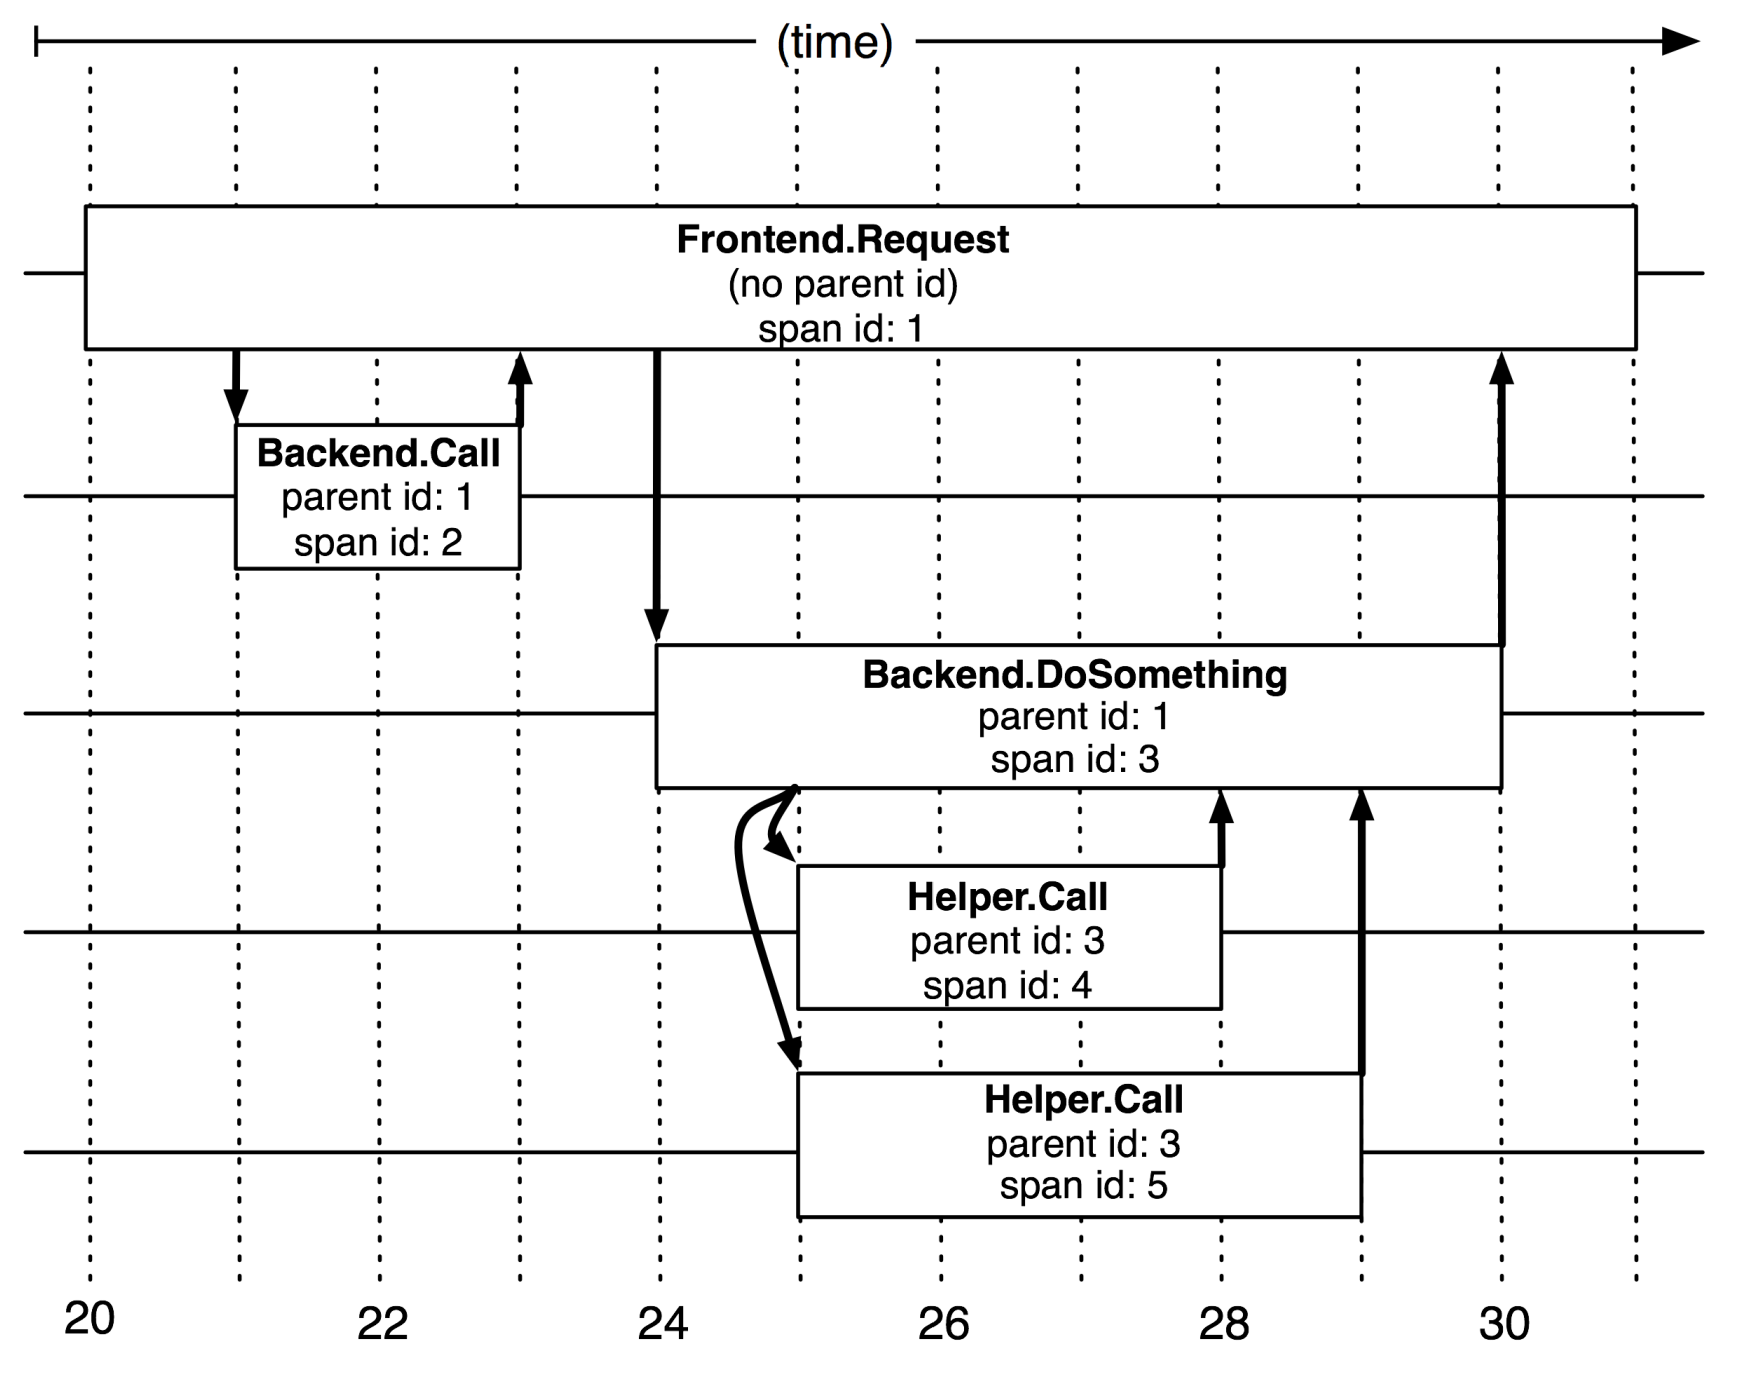 (time)
Frontend.Request
(no parent id)
span id: 1
Backend.Call
parent id: 1
span id: 2
Backend.DoSomething
parent id: 1
span id: 3
Helper.Call
parent id: 3
span id: 4
Helper.Call
parent id: 3
span id: 5
20 22 24 26 28 30